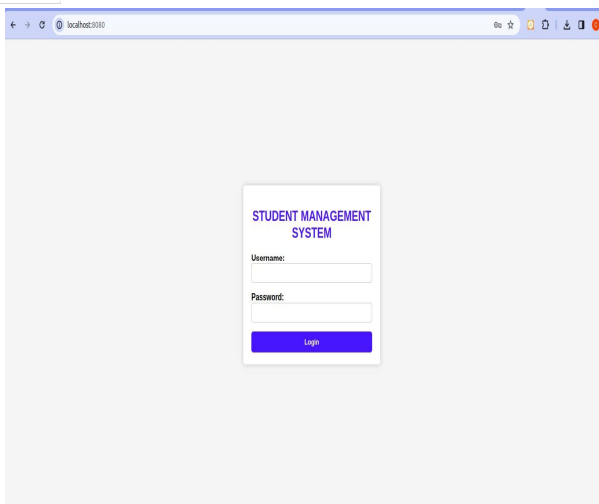 localhost:8080
STUDENT MANAGEMENT
SYSTEM
Username:
Password:
Login